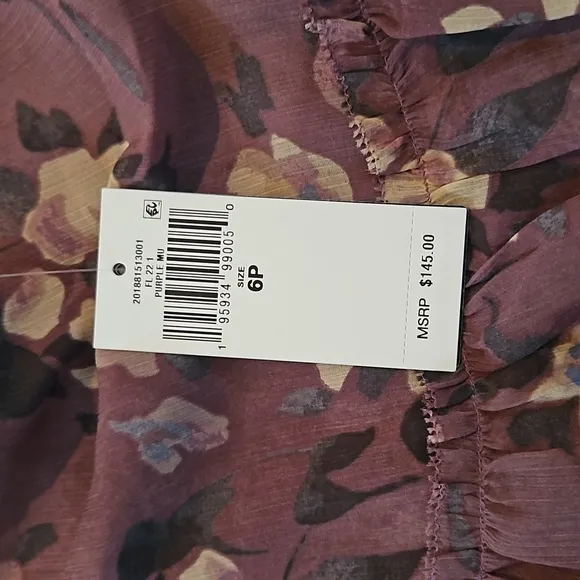 201881513001
FL 22 1
PURPLE MU
1 95934 99005 0
SIZE
6P
MSRP $145.00